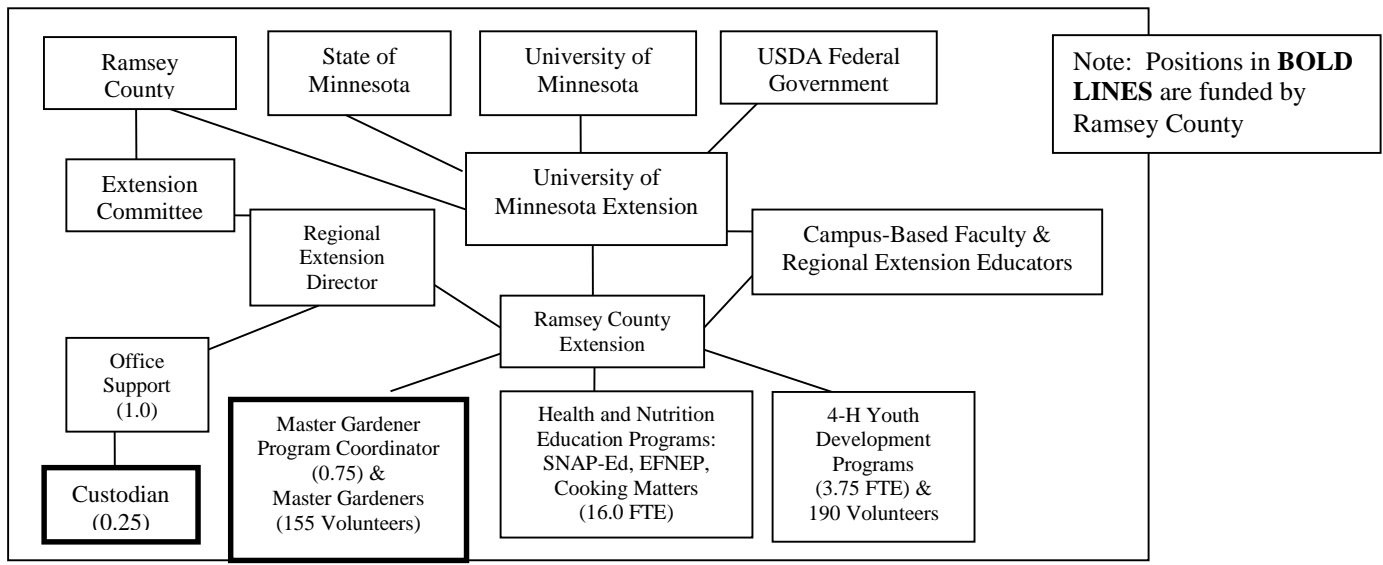 Ramsey
County
State of
Minnesota
University of
Minnesota
USDA Federal
Government
Note: Positions in BOLD
LINES are funded by
Ramsey County
Extension
Committee
University of
Minnesota Extension
Regional
Extension
Director
Campus-Based Faculty &
Regional Extension Educators
Ramsey County
Extension
Office
Support
(1.0)
Custodian
(0.25)
Master Gardener
Program Coordinator
(0.75) &
Master Gardeners
(155 Volunteers)
Health and Nutrition
Education Programs:
SNAP-Ed, EFNEP,
Cooking Matters
(16.0 FTE)
4-H Youth
Development
Programs
(3.75 FTE) &
190 Volunteers